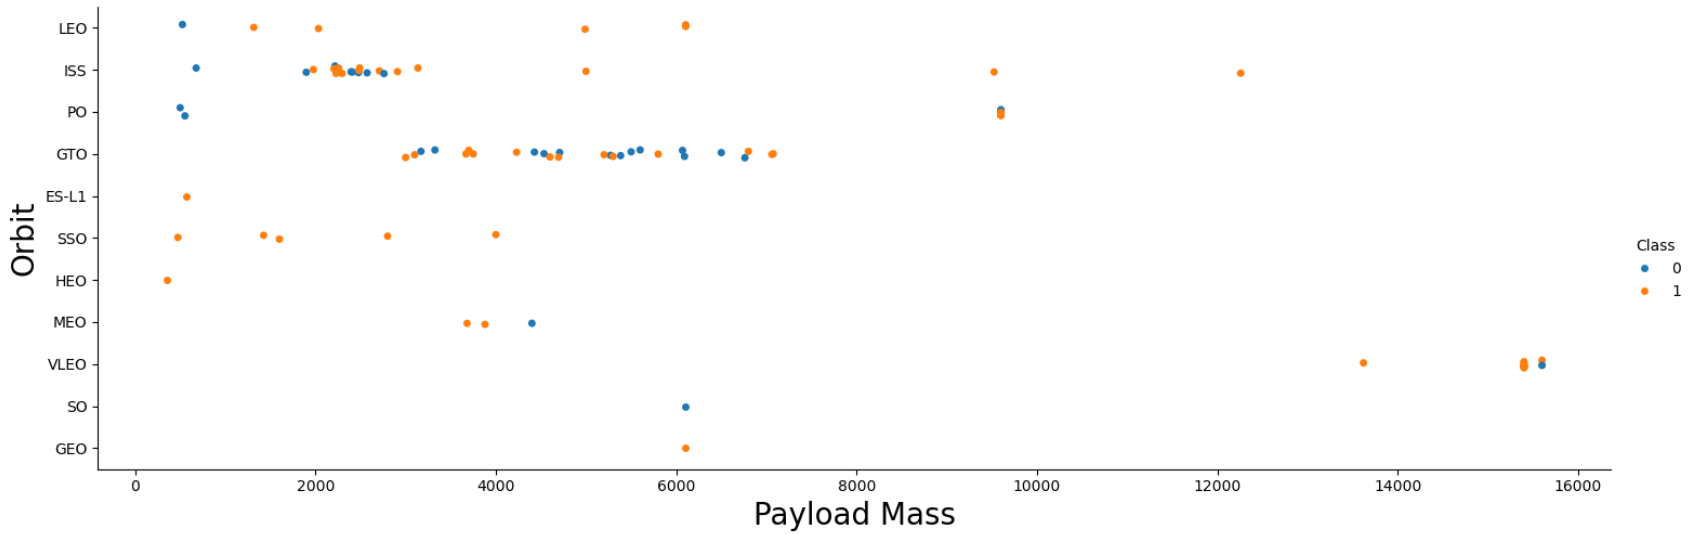 LEO
ISS
PO
GTO
ES-L1
SSO
HEO
MEO
VLEO
SO
GEO
Orbit
0 2000 4000 6000 8000 10000 12000 14000 16000
Payload Mass
Class
0
1